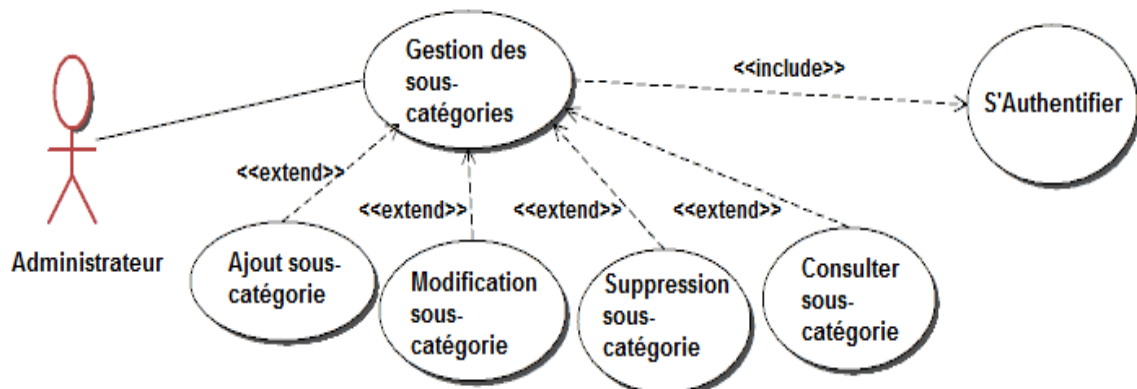 Gestion des
sous-
catégories
<<include>>
S'Authentifier
<<extend>>
<<extend>>
<<extend>>
<<extend>>
Administrateur
Ajout sous-
catégorie
Modification
sous-
catégorie
Suppression
sous-
catégorie
Consulter
sous-
catégorie